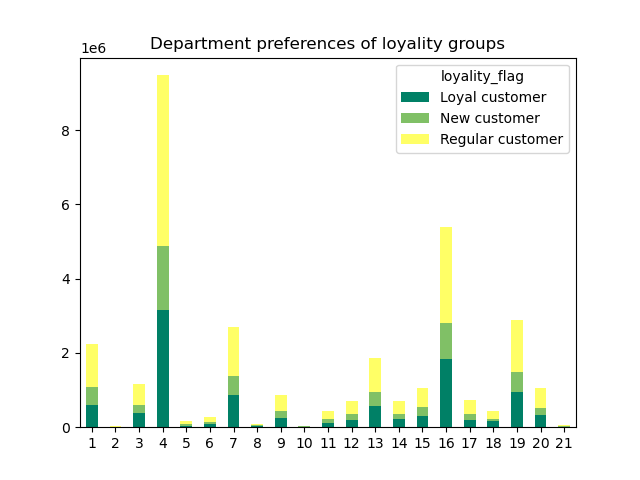 Department preferences of loyality groups
1e6
loyality_flag
Loyal customer
New customer
Regular customer
8
6
4
2
0
1 2 3 4 5 6 7 8 9 10 11 12 13 14 15 16 17 18 19 20 21